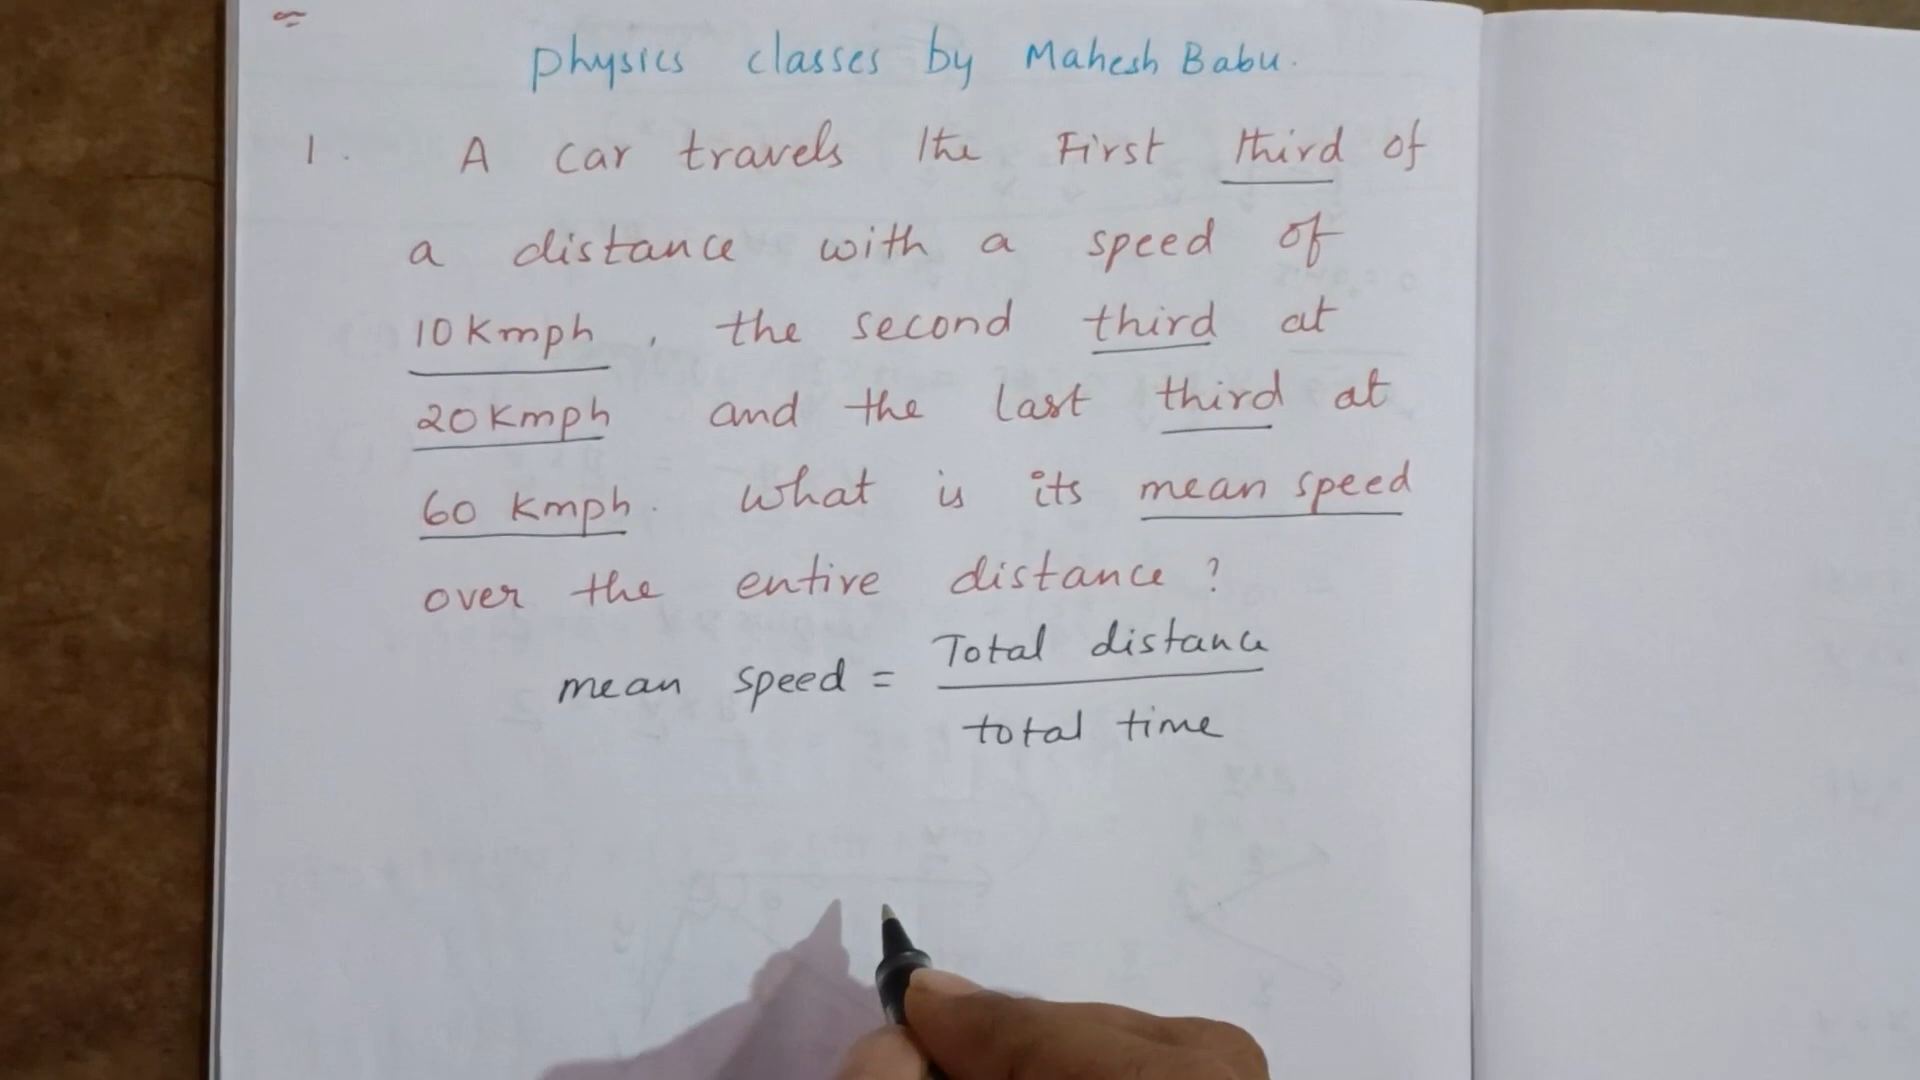 Physics classes by Mahesh Babu.
1. A car travels the First third of
a distance with a speed of
10 Kmph , the second third at
20 Kmph and the last third at
60 Kmph. What is its mean speed
over the entire distance ?
mean speed = Total distance
total time